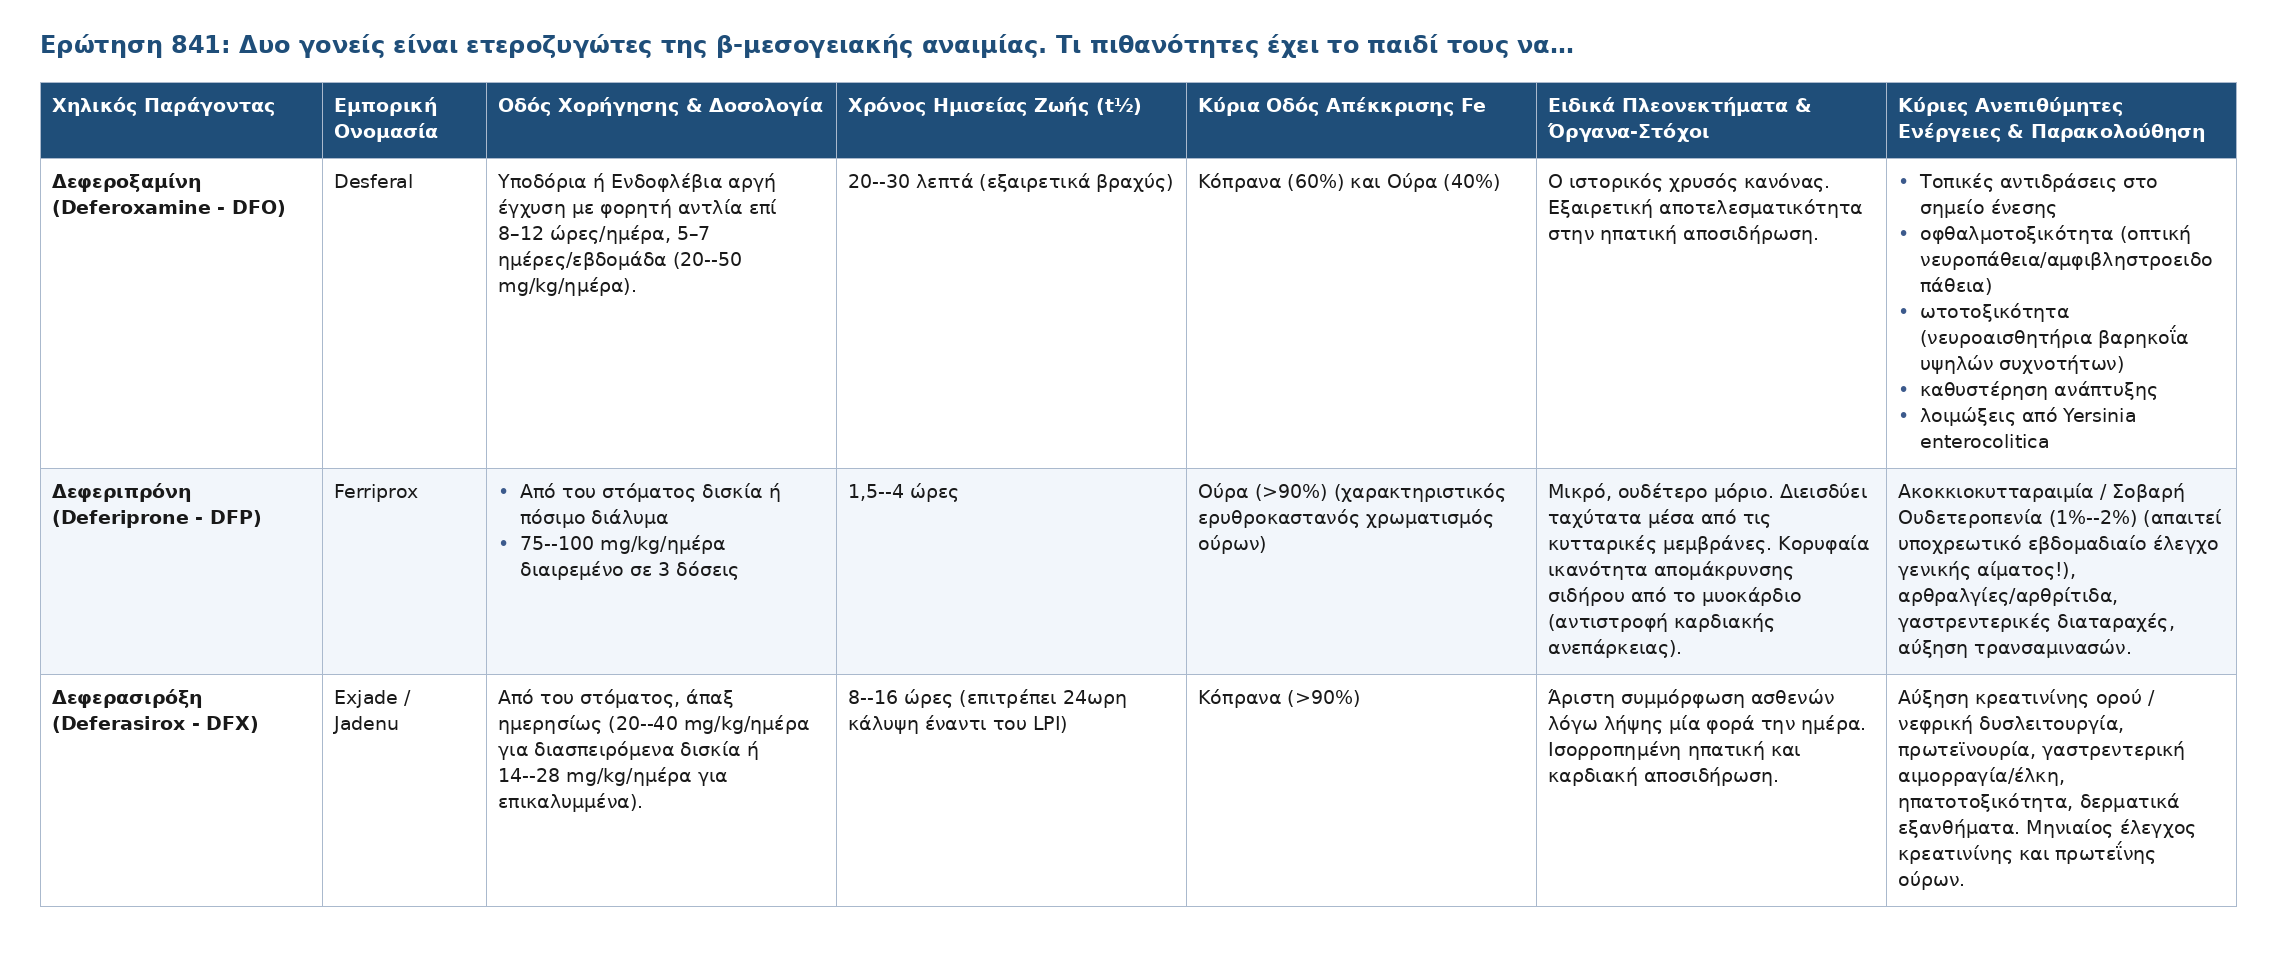 Ερώτηση 841: Δυο γονείς είναι ετεροζυγώτες της β-μεσογειακής αναιμίας. Τι πιθανότητες έχει το παιδί τους να…
Χηλικός Παράγοντας
Εμπορική
Ονομασία
Οδός Χορήγησης & Δοσολογία
Χρόνος Ημισείας Ζωής (t½)
Κύρια Οδός Απέκκρισης Fe
Ειδικά Πλεονεκτήματα &
Όργανα-Στόχοι
Κύριες Ανεπιθύμητες
Ενέργειες & Παρακολούθηση
Δεφεροξαμίνη
(Deferoxamine - DFO)
Desferal
Υποδόρια ή Ενδοφλέβια αργή
έγχυση με φορητή αντλία επί
8–12 ώρες/ημέρα, 5–7
ημέρες/εβδομάδα (20--50
mg/kg/ημέρα).
20--30 λεπτά (εξαιρετικά βραχύς)
Κόπρανα (60%) και Ούρα (40%)
Ο ιστορικός χρυσός κανόνας.
Εξαιρετική αποτελεσματικότητα
στην ηπατική αποσιδήρωση.
• Τοπικές αντιδράσεις στο
σημείο ένεσης
• οφθαλμοτοξικότητα (οπτική
νευροπάθεια/αμφιβληστροειδο
πάθεια)
• ωτοτοξικότητα
(νευροαισθητήρια βαρηκοΐα
υψηλών συχνοτήτων)
• καθυστέρηση ανάπτυξης
• λοιμώξεις από Yersinia
enterocolitica
Δεφεριπρόνη
(Deferiprone - DFP)
Ferriprox
• Από του στόματος δισκία ή
πόσιμο διάλυμα
• 75--100 mg/kg/ημέρα
διαιρεμένο σε 3 δόσεις
1,5--4 ώρες
Ούρα (>90%) (χαρακτηριστικός
ερυθροκαστανός χρωματισμός
ούρων)
Μικρό, ουδέτερο μόριο. Διεισδύει
ταχύτατα μέσα από τις
κυτταρικές μεμβράνες. Κορυφαία
ικανότητα απομάκρυνσης
σιδήρου από το μυοκάρδιο
(αντιστροφή καρδιακής
ανεπάρκειας).
Ακοκκιοκυτταραιμία / Σοβαρή
Ουδετεροπενία (1%--2%) (απαιτεί
υποχρεωτικό εβδομαδιαίο έλεγχο
γενικής αίματος!),
αρθραλγίες/αρθρίτιδα,
γαστρεντερικές διαταραχές,
αύξηση τρανσαμινασών.
Δεφερασιρόξη
(Deferasirox - DFX)
Exjade /
Jadenu
Από του στόματος, άπαξ
ημερησίως (20--40 mg/kg/ημέρα
για διασπειρόμενα δισκία ή
14--28 mg/kg/ημέρα για
επικαλυμμένα).
8--16 ώρες (επιτρέπει 24ωρη
κάλυψη έναντι του LPI)
Κόπρανα (>90%)
Άριστη συμμόρφωση ασθενών
λόγω λήψης μία φορά την ημέρα.
Ισορροπημένη ηπατική και
καρδιακή αποσιδήρωση.
Αύξηση κρεατινίνης ορού /
νεφρική δυσλειτουργία,
πρωτεϊνουρία, γαστρεντερική
αιμορραγία/έλκη,
ηπατοτοξικότητα, δερματικά
εξανθήματα. Μηνιαίος έλεγχος
κρεατινίνης και πρωτεΐνης
ούρων.